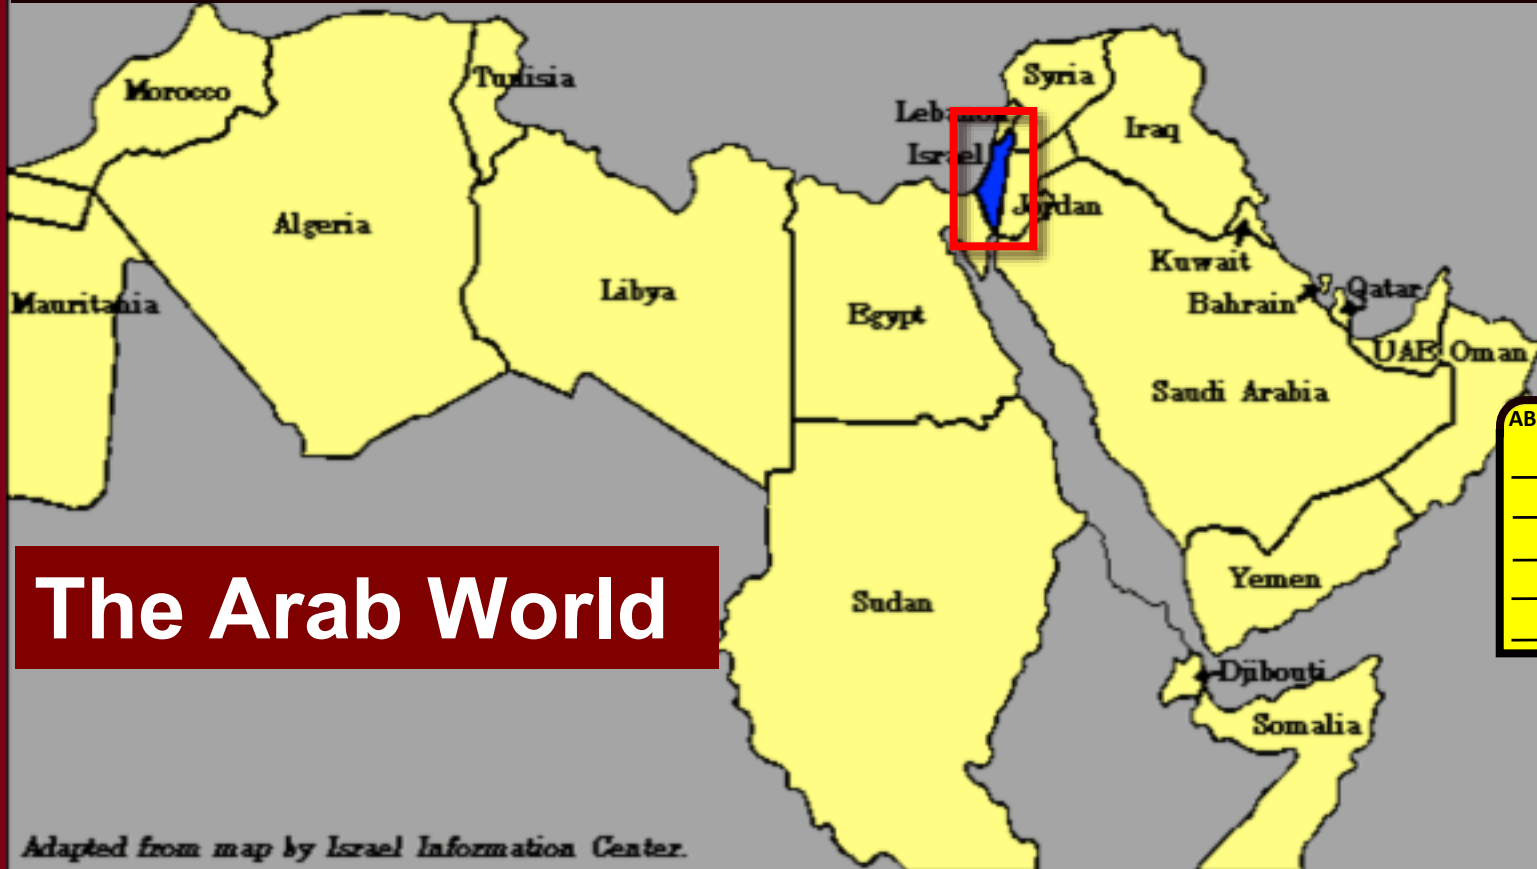 Morocco
Tunisia
Syria
Lebanon
Iraq
Israel
Algeria
Jordan
Kuwait
Libya
Mauritania
Egypt
Bahrain
Qatar
UAE
Oman
Saudi Arabia
AB
Yemen
The Arab World
Sudan
Djibouti
Somalia
Adapted from map by Israel Information Center.